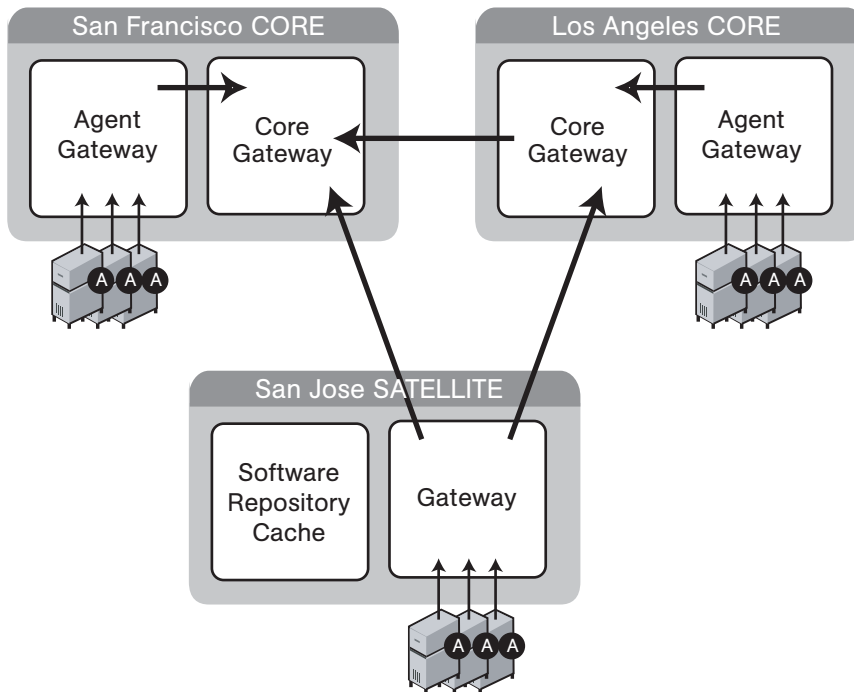 San Francisco CORE
Agent
Gateway
Core
Gateway
A A A
Los Angeles CORE
Core
Gateway
Agent
Gateway
A A A
San Jose SATELLITE
Software
Repository
Cache
Gateway
A A A